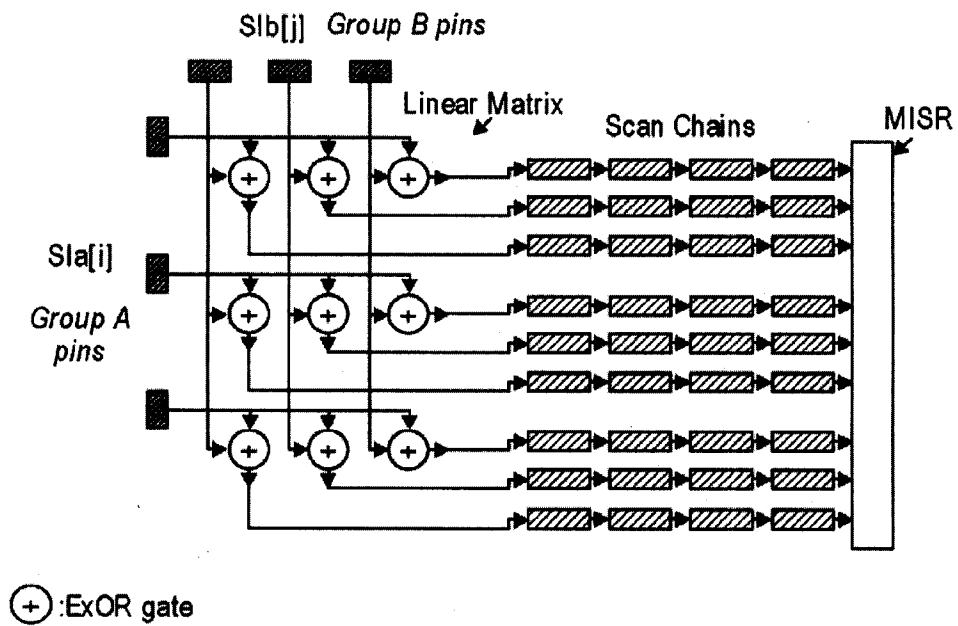 SIb[j] Group B pins
Linear Matrix
Scan Chains
MISR
SIa[i]
Group A
pins
+ + +
+ + +
+ + +
+ :ExOR gate